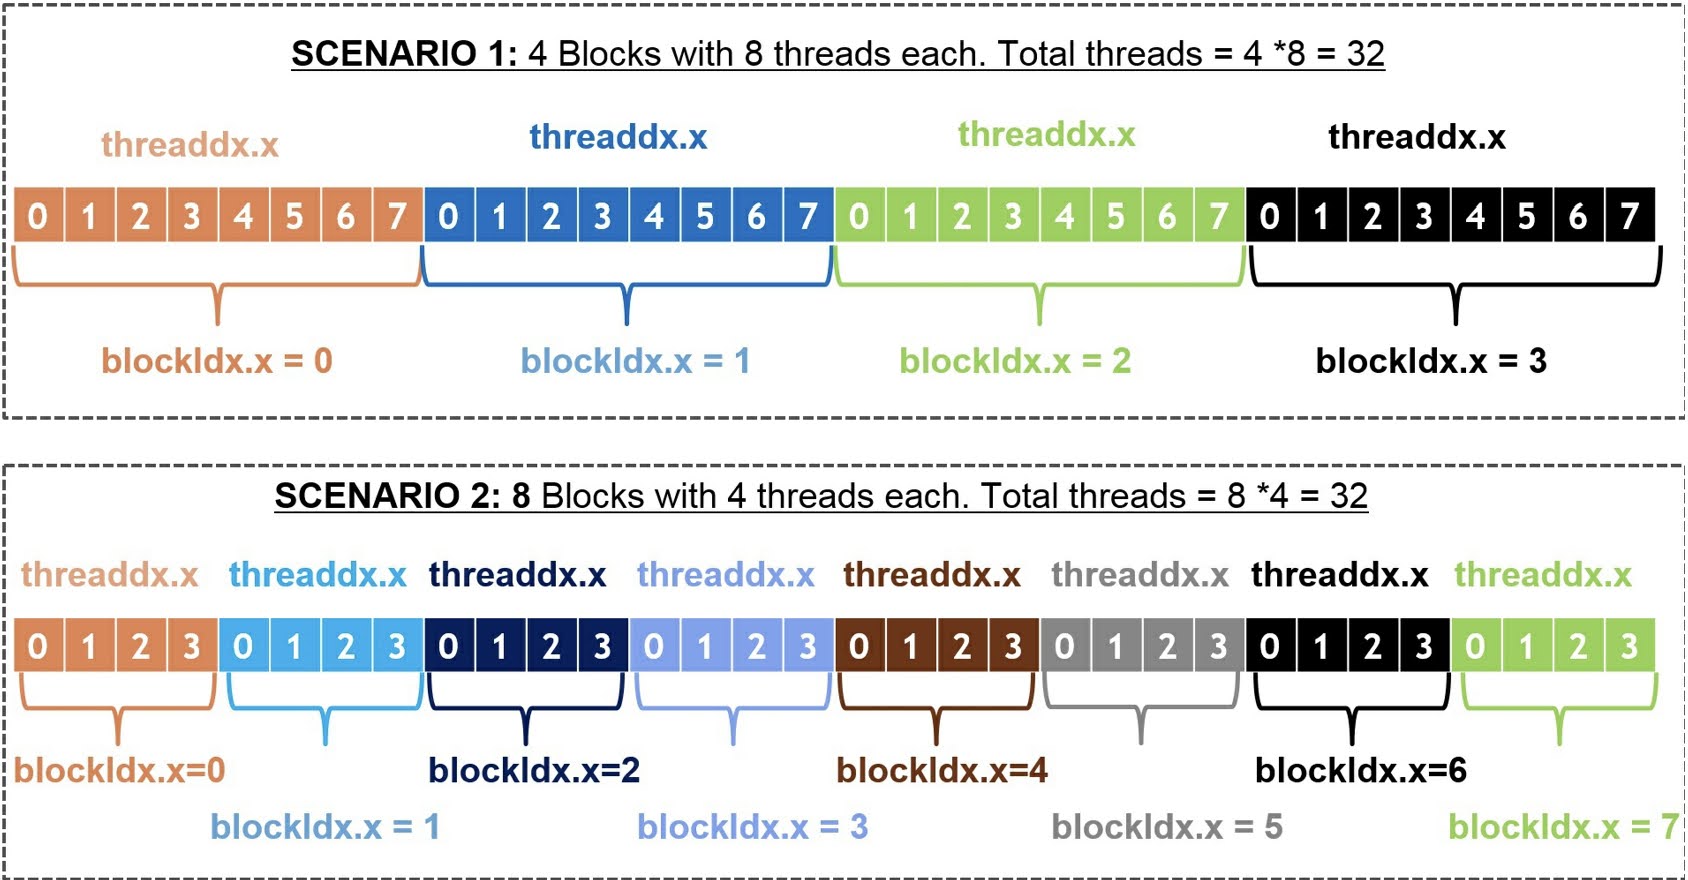 SCENARIO 1: 4 Blocks with 8 threads each. Total threads = 4 *8 = 32
threaddx.x threaddx.x threaddx.x threaddx.x
0 1 2 3 4 5 6 7 0 1 2 3 4 5 6 7 0 1 2 3 4 5 6 7 0 1 2 3 4 5 6 7
blockIdx.x = 0 blockIdx.x = 1 blockIdx.x = 2 blockIdx.x = 3
SCENARIO 2: 8 Blocks with 4 threads each. Total threads = 8 *4 = 32
threaddx.x threaddx.x threaddx.x threaddx.x threaddx.x threaddx.x threaddx.x threaddx.x
0 1 2 3 0 1 2 3 0 1 2 3 0 1 2 3 0 1 2 3 0 1 2 3 0 1 2 3 0 1 2 3
blockIdx.x=0 blockIdx.x=2 blockIdx.x=4 blockIdx.x=6
blockIdx.x = 1 blockIdx.x = 3 blockIdx.x = 5 blockIdx.x = 7